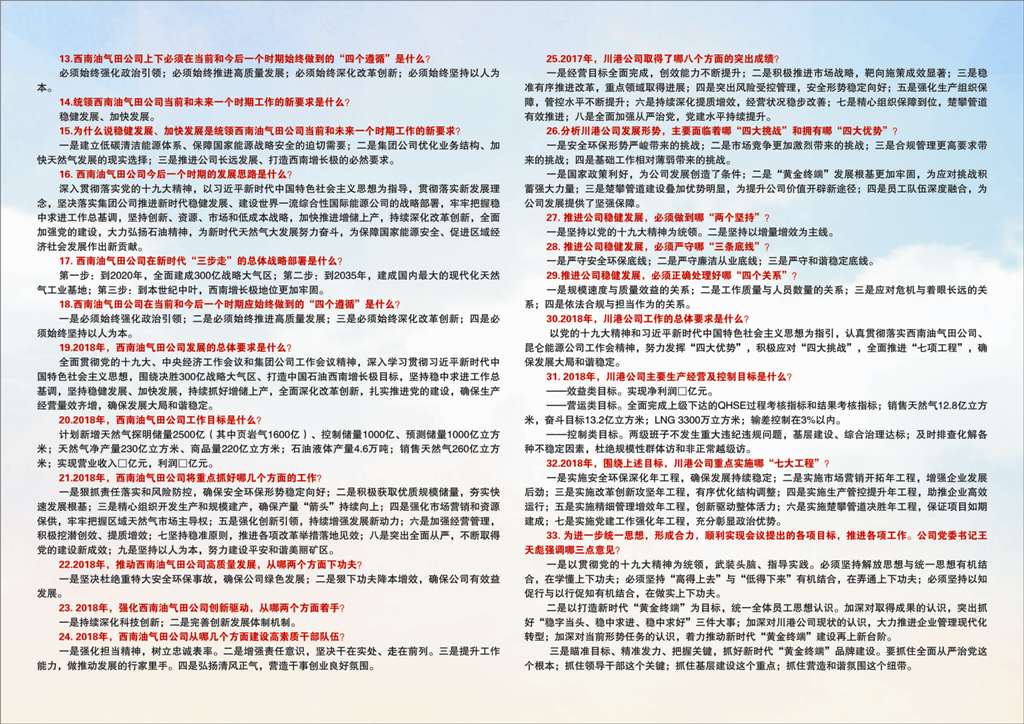 13.西南油气田公司上下必须在当前和今后一个时期始终做到的“四个遵循”是什么?
必须始终强化政治引领；必须始终推进高质量发展；必须始终深化改革创新；必须始终坚持以人为
本。
14.统领西南油气田公司当前和未来一个时期工作的新要求是什么?
稳健发展、加快发展。
15.为什么说稳健发展、加快发展是统领西南油气田公司当前和未来一个时期工作的新要求?
一是建立低碳清洁能源体系、保障国家能源战略安全的迫切需要；二是集团公司优化业务结构、加
快天然气发展的现实选择；三是推进公司长远发展、打造西南增长极的必然要求。
16. 西南油气田公司今后一个时期的发展思路是什么?
深入贯彻落实党的十九大精神，以习近平新时代中国特色社会主义思想为指导，贯彻落实新发展理
念，坚决落实集团公司推进新时代稳健发展、建设世界一流综合性国际能源公司的战略部署，牢牢把握稳
中求进工作总基调，坚持创新、资源、市场和低成本战略，加快推进增储上产，持续深化改革创新，全面
加强党的建设，大力弘扬石油精神，为新时代天然气大发展努力奋斗，为保障国家能源安全、促进区域经
济社会发展作出新贡献。
17. 西南油气田公司在新时代“三步走”的总体战略部署是什么?
第一步：到2020年，全面建成300亿战略大气区；第二步：到2035年，建成国内最大的现代化天然
气工业基地；第三步：到本世纪中叶，西南增长极地位更加牢固。
18.西南油气田公司在当前和今后一个时期应始终做到的“四个遵循”是什么?
一是必须始终强化政治引领；二是必须始终推进高质量发展；三是必须始终深化改革创新；四是必
须始终坚持以人为本。
19.2018年，西南油气田公司发展的总体要求是什么?
全面贯彻党的十九大、中央经济工作会议和集团公司工作会议精神，深入学习贯彻习近平新时代中
国特色社会主义思想，围绕决胜300亿战略大气区、打造中国石油西南增长极目标，坚持稳中求进工作总
基调，坚持稳健发展、加快发展，持续抓好增储上产，全面深化改革创新，扎实推进党的建设，确保生产
经营量效齐增，确保发展大局和谐稳定。
20.2018年，西南油气田公司工作目标是什么?
计划新增天然气探明储量2500亿（其中页岩气1600亿）、控制储量1000亿、预测储量1000亿立方
米；天然气净产量230亿立方米、商品量220亿立方米；石油液体产量4.6万吨；销售天然气260亿立方
米；实现营业收入□亿元，利润□亿元。
21.2018年，西南油气田公司将重点抓好哪几个方面的工作?
一是狠抓责任落实和风险防控，确保安全环保形势稳定向好；二是积极获取优质规模储量，夯实快
速发展根基；三是精心组织开发生产和规模建产，确保产量“箭头”持续向上；四是强化市场营销和资源
保供，牢牢把握区域天然气市场主导权；五是强化创新引领，持续增强发展新动力；六是加强经营管理，
积极挖潜创效、提质增效；七坚持稳准原则，推进各项改革举措落地见效；八是突出全面从严，不断取得
党的建设新成效；九是坚持以人为本，努力建设平安和谐美丽矿区。
22.2018年，推动西南油气田公司高质量发展，从哪两个方面下功夫?
一是坚决杜绝重特大安全环保事故，确保公司绿色发展；二是狠下功夫降本增效，确保公司有效益
发展。
23. 2018年，强化西南油气田公司创新驱动，从哪两个方面着手?
一是持续深化科技创新；二是完善创新发展体制机制。
24. 2018年，西南油气田公司从哪几个方面建设高素质干部队伍?
一是强化担当精神，树立忠诚表率。二是增强责任意识，坚决干在实处、走在前列。三是提升工作
能力，做推动发展的行家里手。四是弘扬清风正气，营造干事创业良好氛围。
25.2017年，川港公司取得了哪八个方面的突出成绩?
一是经营目标全面完成，创效能力不断提升；二是积极推进市场战略，靶向施策成效显著；三是稳
准有序推进改革，重点领域取得进展；四是突出风险受控管理，安全形势稳定向好；五是强化生产组织保
障，管控水平不断提升；六是持续深化提质增效，经营状况稳步改善；七是精心组织保障到位，楚攀管道
有效推进；八是全面加强从严治党，党建水平持续提升。
26.分析川港公司发展形势，主要面临着哪“四大挑战”和拥有哪“四大优势”?
一是安全环保形势严峻带来的挑战；二是市场竞争更加激烈带来的挑战；三是合规管理更高要求带
来的挑战；四是基础工作相对薄弱带来的挑战。
一是国家政策利好，为公司发展创造了条件；二是“黄金终端”发展根基更加牢固，为应对挑战积
蓄强大力量；三是楚攀管道建设叠加优势明显，为提升公司价值开辟新途径；四是员工队伍深度融合，为
公司发展提供了坚强保障。
27. 推进公司稳健发展，必须做到哪“两个坚持”?
一是坚持以党的十九大精神为统领。二是坚持以增量增效为主线。
28. 推进公司稳健发展，必须严守哪“三条底线”?
一是严守安全环保底线；二是严守廉洁从业底线；三是严守和谐稳定底线。
29.推进公司稳健发展，必须正确处理好哪“四个关系”?
一是规模速度与质量效益的关系；二是工作质量与人员数量的关系；三是应对危机与着眼长远的关
系；四是依法合规与担当作为的关系。
30.2018年，川港公司工作的总体要求是什么?
以党的十九大精神和习近平新时代中国特色社会主义思想为指引，认真贯彻落实西南油气田公司、
昆仑能源公司工作会精神，努力发挥“四大优势”，积极应对“四大挑战”，全面推进“七项工程”，确
保发展大局和谐稳定。
31. 2018年，川港公司主要生产经营及控制目标是什么?
——效益类目标。实现净利润□亿元。
——营运类目标。全面完成上级下达的QHSE过程考核指标和结果考核指标；销售天然气12.8亿立方
米，奋斗目标13.2亿立方米；LNG 3300万立方米；输差控制在3%以内。
——控制类目标。两级班子不发生重大违纪违规问题，基层建设、综合治理达标；及时排查化解各
种不稳定因素，杜绝规模性群访和非正常越级访。
32.2018年，围绕上述目标，川港公司重点实施哪“七大工程”?
一是实施安全环保深化年工程，确保发展持续稳定；二是实施市场营销开拓年工程，增强企业发展
后劲；三是实施改革创新攻坚年工程，有序优化结构调整；四是实施生产管控提升年工程，助推企业高效
运行；五是实施精细管理增效年工程，创新驱动整体活力；六是实施楚攀管道决胜年工程，保证项目如期
建成；七是实施党建工作强化年工程，充分彰显政治优势。
33. 为进一步统一思想，形成合力，顺利实现会议提出的各项目标，推进各项工作。公司党委书记王
天彪强调哪三点意见?
一是以贯彻党的十九大精神为统领，武装头脑、指导实践。必须坚持解放思想与统一思想有机结
合，在学懂上下功夫；必须坚持“高得上去”与“低得下来”有机结合，在弄通上下功夫；必须坚持以知
促行与以行促知有机结合，在做实上下功夫。
二是以打造新时代“黄金终端”为目标，统一全体员工思想认识。加深对取得成果的认识，突出抓
好“稳字当头、稳中求进、稳中求好”三件大事；加深对川港公司现状的认识，大力推进企业管理现代化
转型；加深对当前形势任务的认识，着力推动新时代“黄金终端”建设再上新台阶。
三是瞄准目标、精准发力、把握关键，抓好新时代“黄金终端”品牌建设。要抓住全面从严治党这
个根本；抓住领导干部这个关键；抓住基层建设这个重点；抓住营造和谐氛围这个纽带。